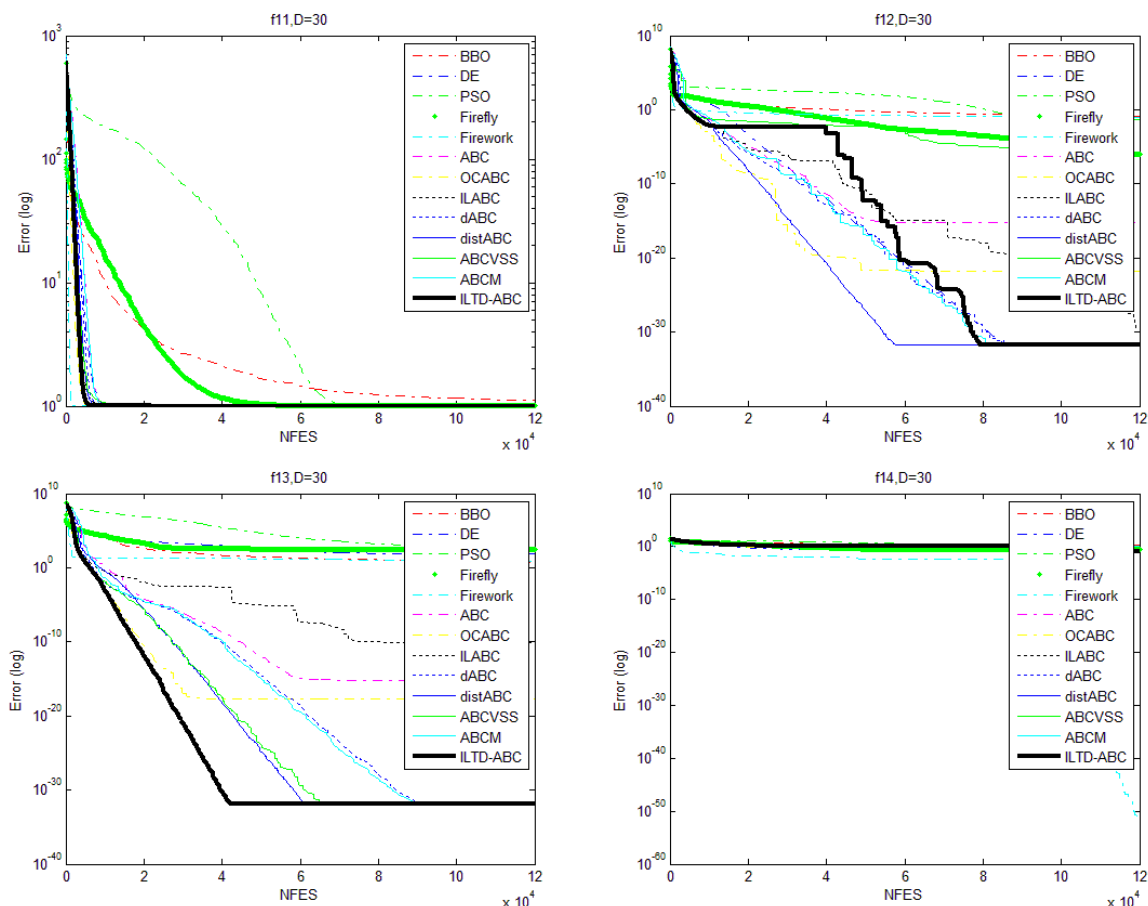 f11,D=30
10^3
10^2
10^1
10^0
Error (log)
0
2
4
6
8
10
12
x 10^4
NFES
BBO
DE
PSO
Firefly
Firework
ABC
OCABC
ILABC
dABC
distABC
ABCVSS
ABCM
ILTD-ABC
f12,D=30
10^10
10^0
10^-10
10^-20
10^-30
10^-40
Error (log)
0
2
4
6
8
10
12
x 10^4
NFES
BBO
DE
PSO
Firefly
Firework
ABC
OCABC
ILABC
dABC
distABC
ABCVSS
ABCM
ILTD-ABC
f13,D=30
10^10
10^0
10^-10
10^-20
10^-30
10^-40
Error (log)
0
2
4
6
8
10
12
x 10^4
NFES
BBO
DE
PSO
Firefly
Firework
ABC
OCABC
ILABC
dABC
distABC
ABCVSS
ABCM
ILTD-ABC
f14,D=30
10^10
10^0
10^-10
10^-20
10^-30
10^-40
10^-50
10^-60
Error (log)
0
2
4
6
8
10
12
x 10^4
NFES
BBO
DE
PSO
Firefly
Firework
ABC
OCABC
ILABC
dABC
distABC
ABCVSS
ABCM
ILTD-ABC